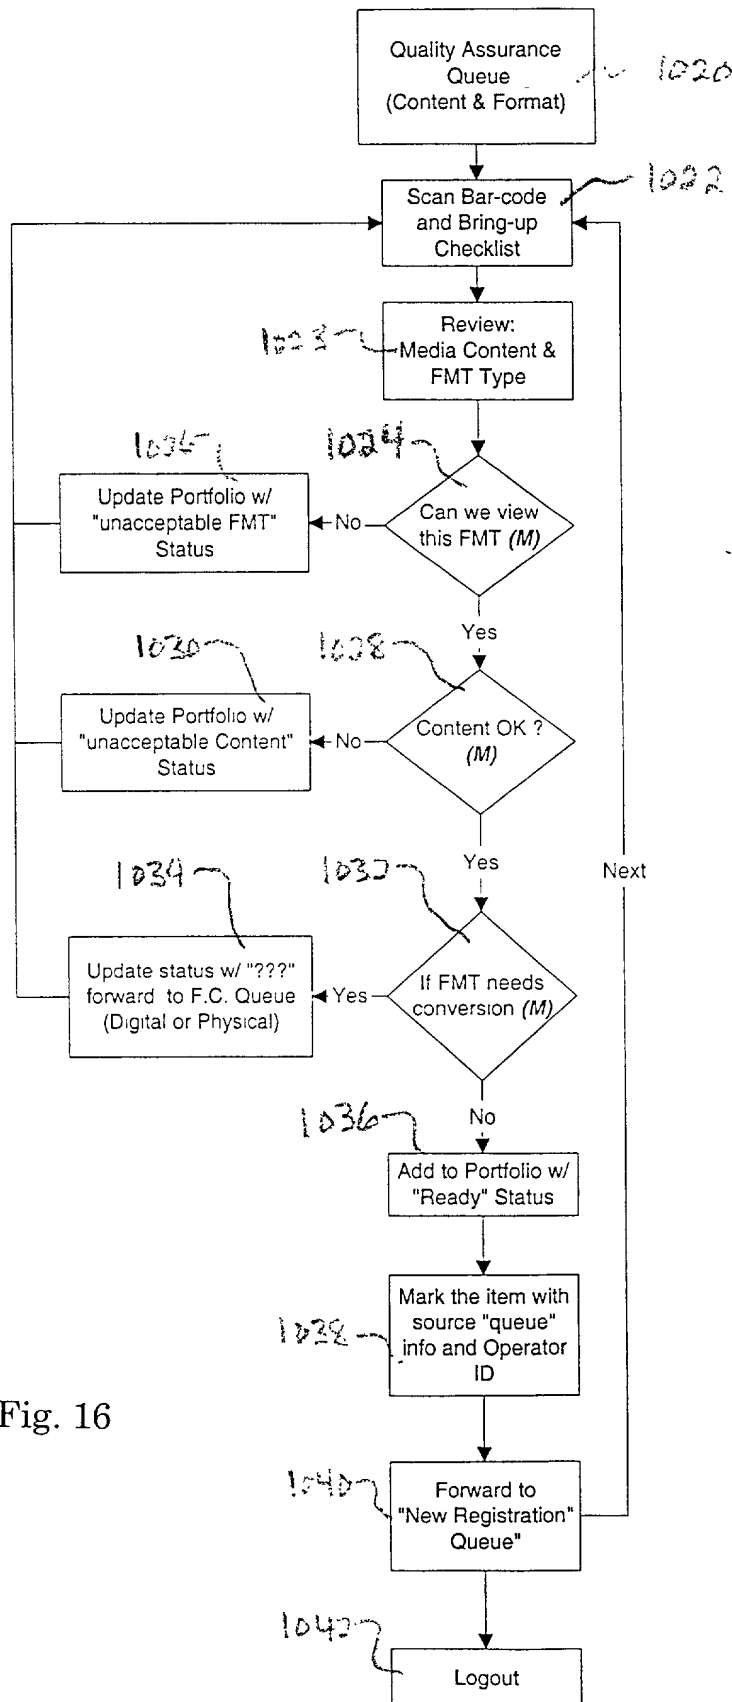 Quality Assurance
Queue
(Content & Format)
1020
Scan Bar-code
and Bring-up
Checklist
1022
Review:
Media Content &
FMT Type
1023
1024
Can we view
this FMT (M)
No
Update Portfolio w/
"unacceptable FMT"
Status
Yes
1028
Content OK ?
(M)
No
1030
Update Portfolio w/
"unacceptable Content"
Status
Yes
Next
1032
If FMT needs
conversion (M)
Yes
1034
Update status w/ "???"
forward to F.C. Queue
(Digital or Physical)
No
1036
Add to Portfolio w/
"Ready" Status
1038
Mark the item with
source "queue"
info and Operator
ID
Fig. 16
1040
Forward to
"New Registration"
Queue"
1042
Logout